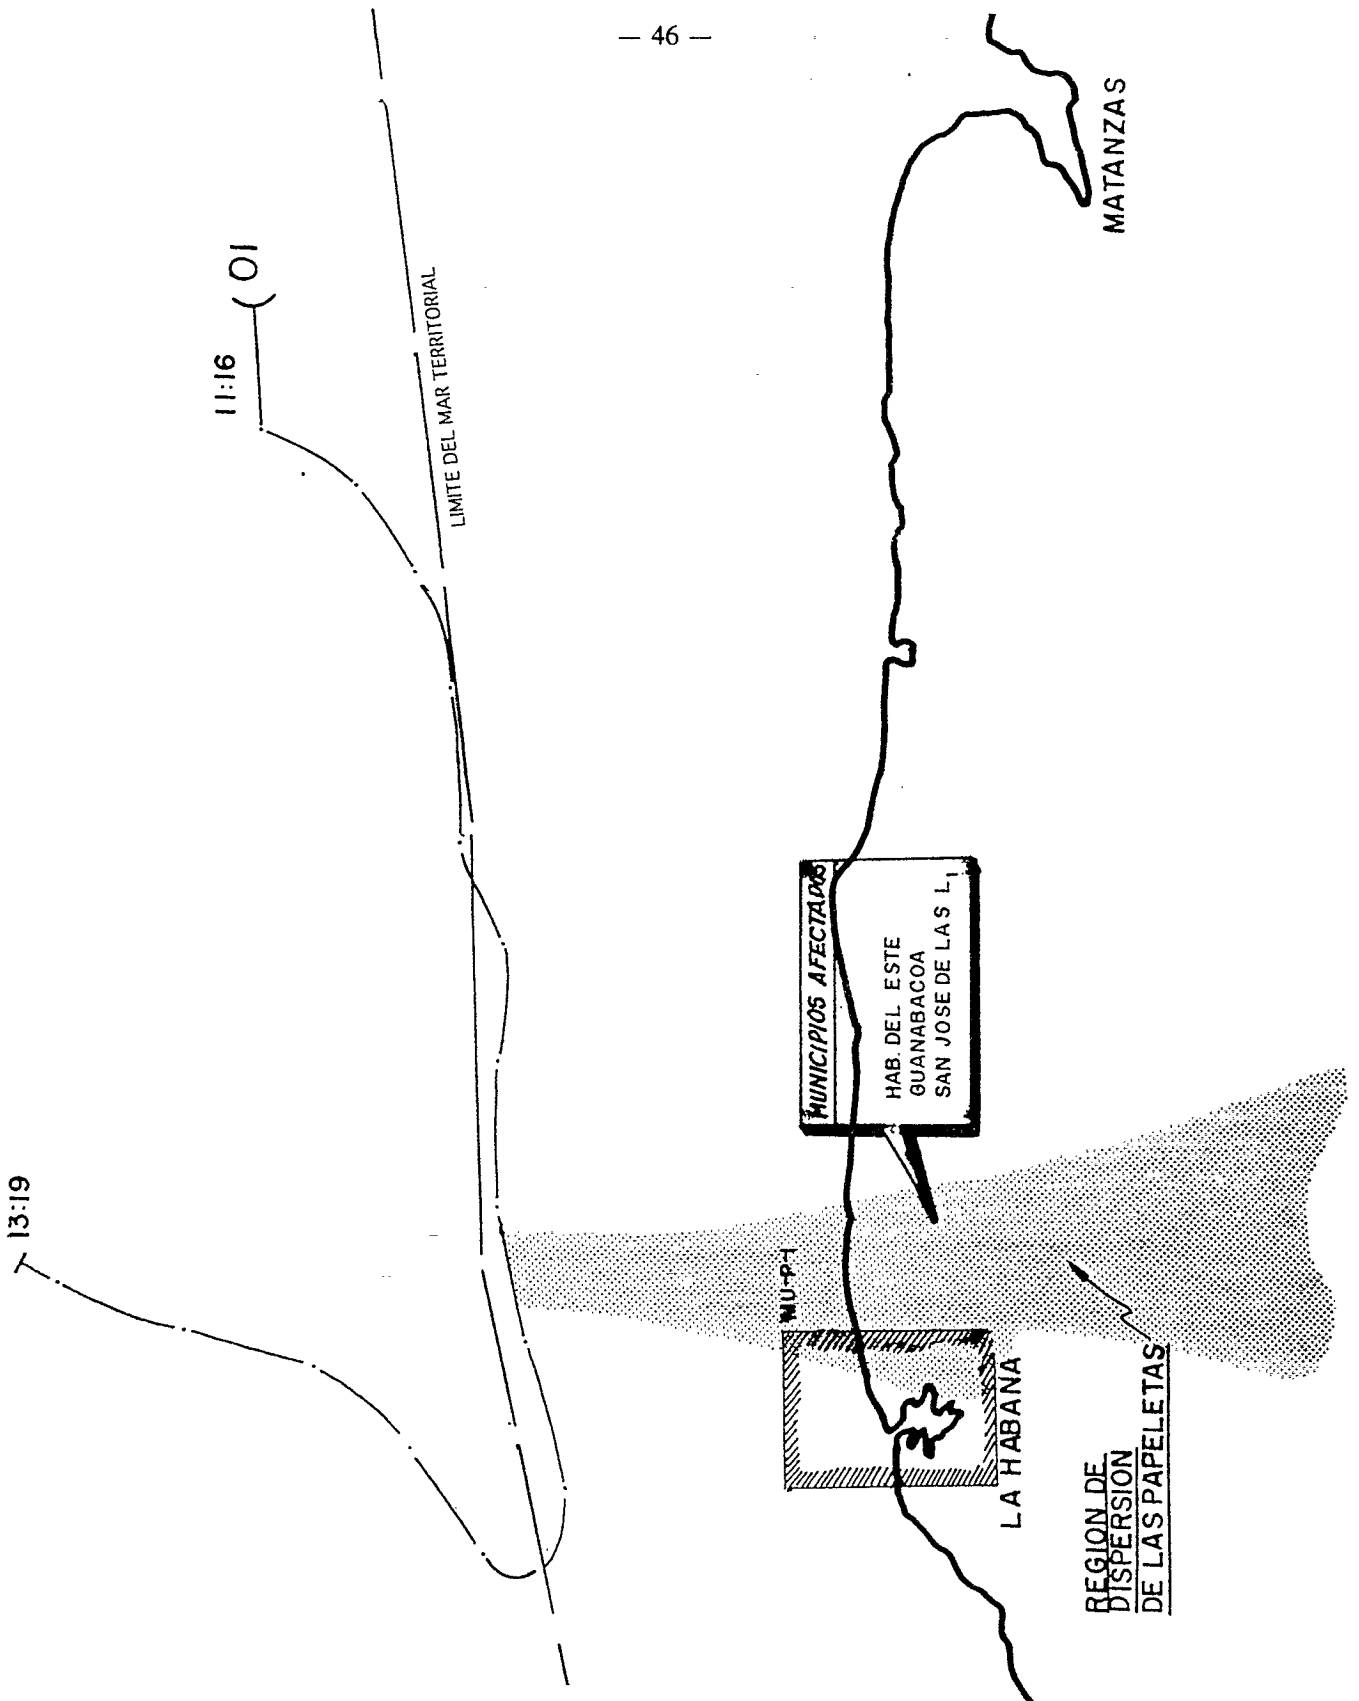 — 46 —
13:19
11:16
01
LIMITE DEL MAR TERRITORIAL
MUNICIPIOS AFECTADOS
HAB. DEL ESTE
GUANABACOA
SAN JOSE DE LAS L,
MU-P-1
LA HABANA
MATANZAS
REGION DE
DISPERSION
DE LAS PAPELETAS